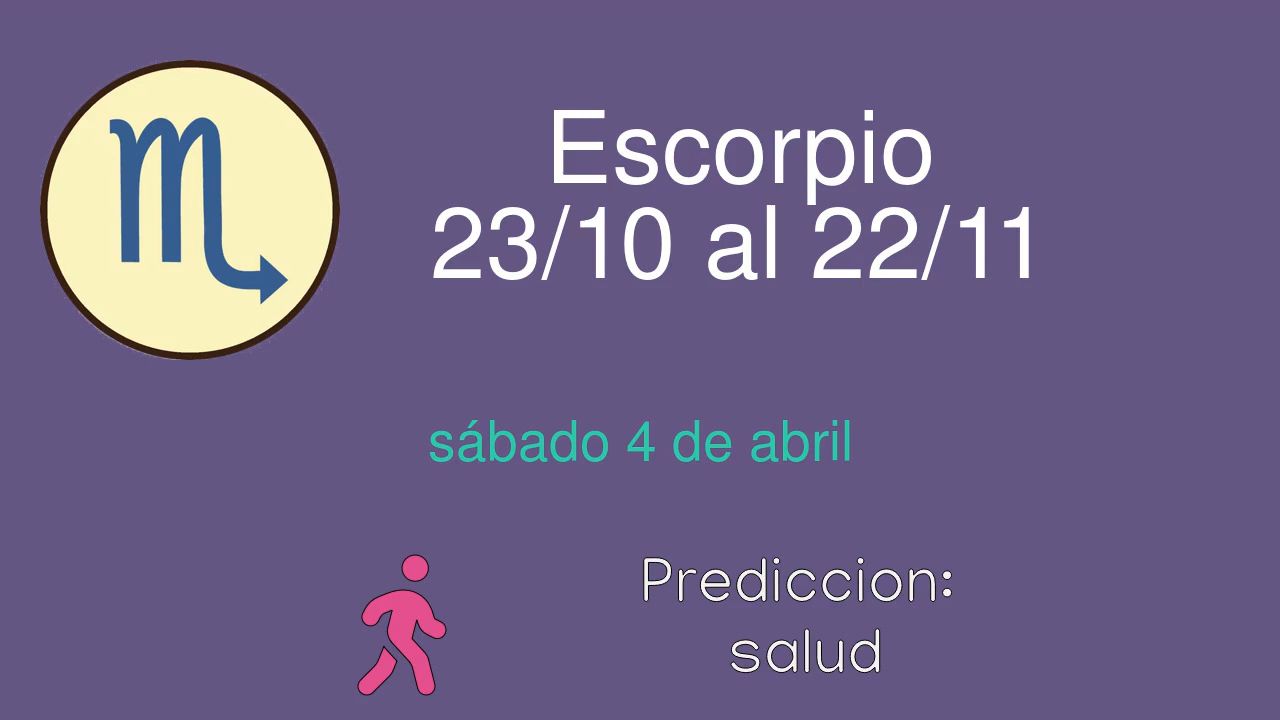 Escorpio
23/10 al 22/11
sábado 4 de abril
Prediccion:
salud